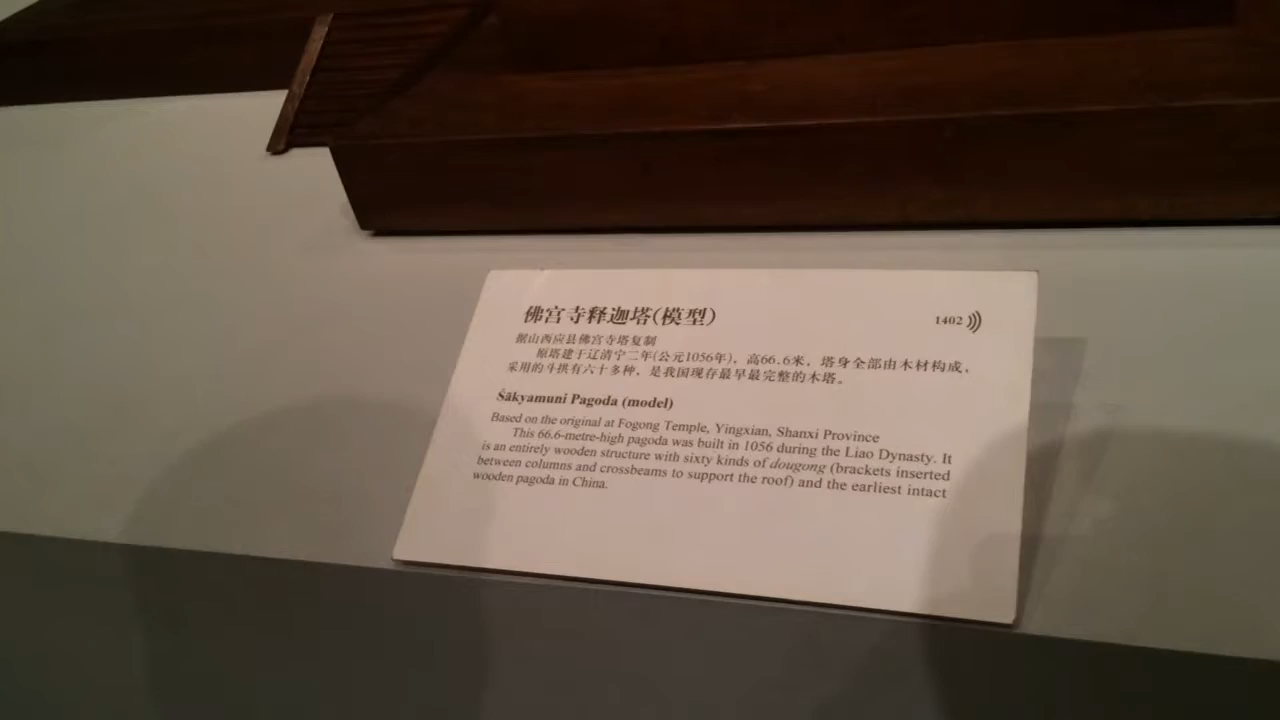 佛宫寺释迦塔(模型)
1402
据山西应县佛宫寺塔复制
原塔建于辽清宁二年(公元1056年)，高66.6米，塔身全部由木材构成，
采用的斗拱有六十多种，是我国现存最早最完整的木塔。
Śākyamuni Pagoda (model)
Based on the original at Fogong Temple, Yingxian, Shanxi Province
This 66.6-metre-high pagoda was built in 1056 during the Liao Dynasty. It
is an entirely wooden structure with sixty kinds of dougong (brackets inserted
between columns and crossbeams to support the roof) and the earliest intact
wooden pagoda in China.